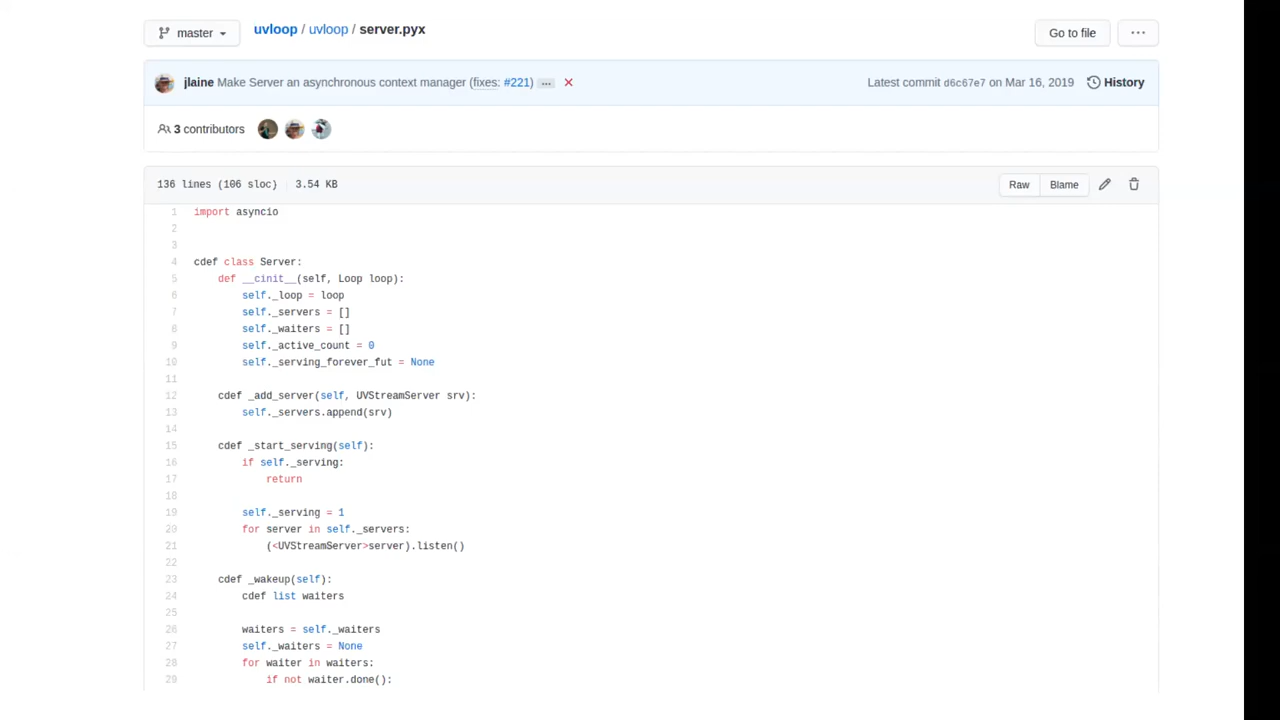 master
uvloop / uvloop / server.pyx
Go to file
...
jlaine Make Server an asynchronous context manager (fixes: #221) ...
Latest commit d6c67e7 on Mar 16, 2019
History
3 contributors
136 lines (106 sloc)
3.54 KB
Raw
Blame
1 import asyncio
2
3
4 cdef class Server:
5     def __cinit__(self, Loop loop):
6         self._loop = loop
7         self._servers = []
8         self._waiters = []
9         self._active_count = 0
10         self._serving_forever_fut = None
11
12     cdef _add_server(self, UVStreamServer srv):
13         self._servers.append(srv)
14
15     cdef _start_serving(self):
16         if self._serving:
17             return
18
19         self._serving = 1
20         for server in self._servers:
21             (<UVStreamServer>server).listen()
22
23     cdef _wakeup(self):
24         cdef list waiters
25
26         waiters = self._waiters
27         self._waiters = None
28         for waiter in waiters:
29             if not waiter.done():